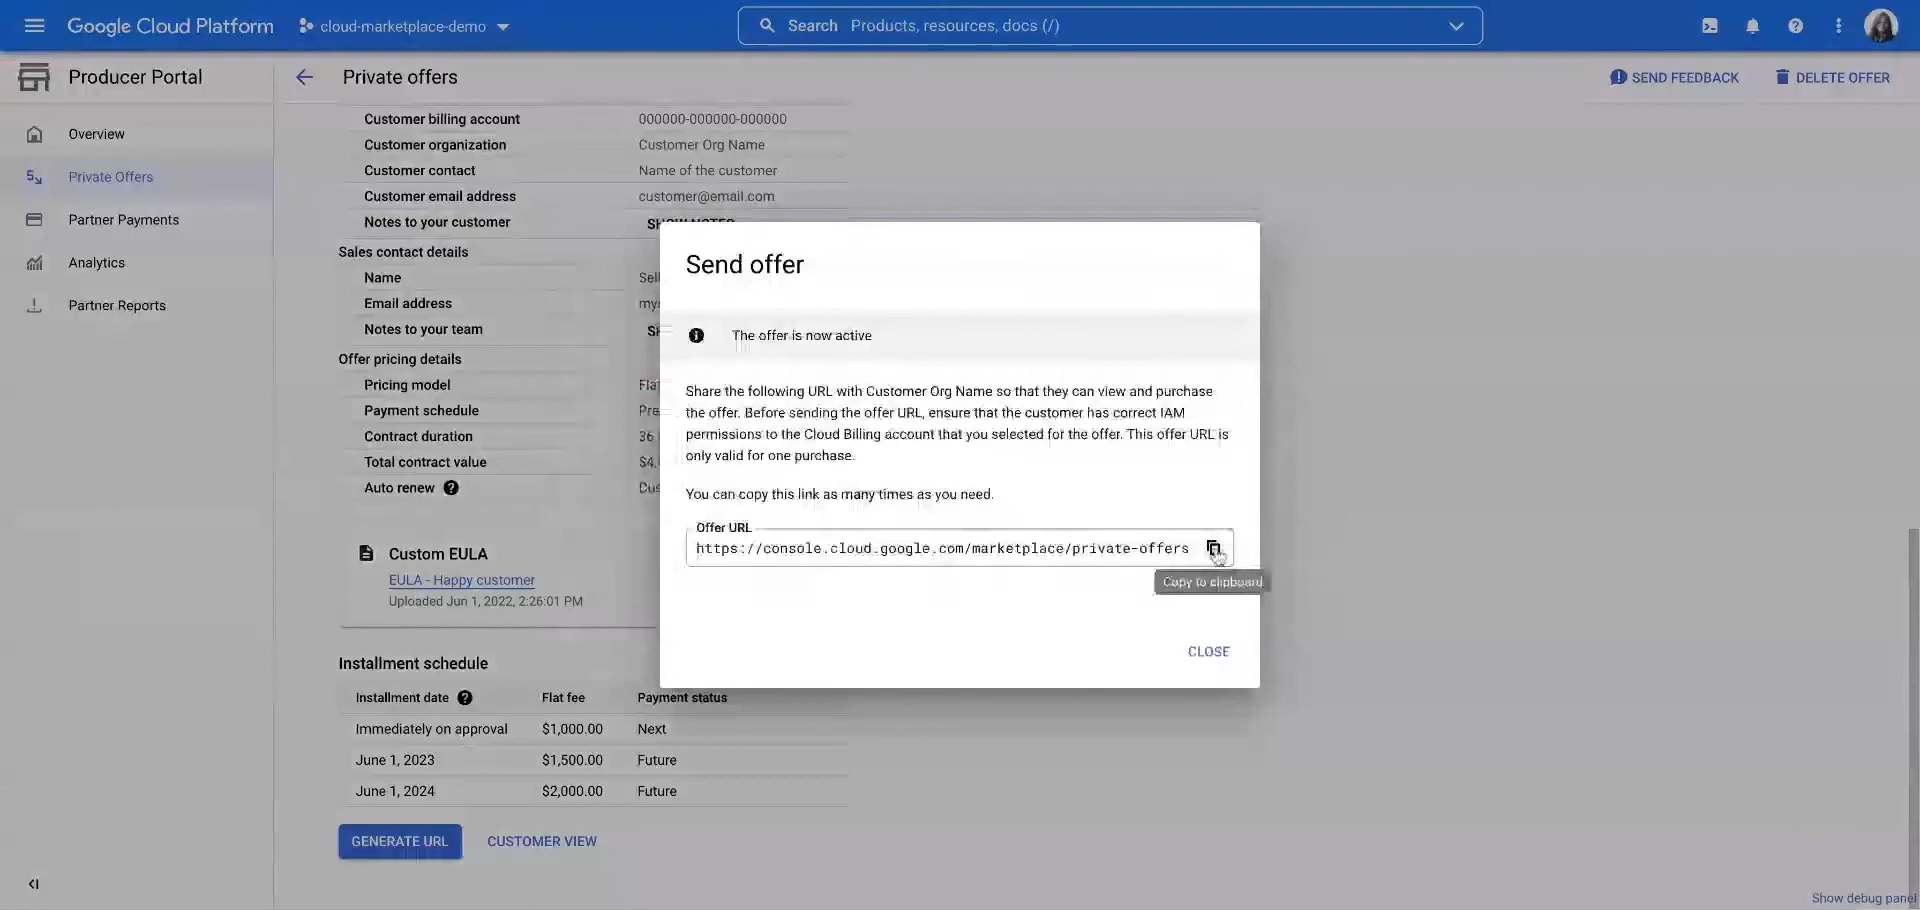 Google Cloud Platform
cloud-marketplace-demo
Search Products, resources, docs (/)
Producer Portal
Private offers
SEND FEEDBACK
DELETE OFFER
Overview
Private Offers
Partner Payments
Analytics
Partner Reports
Customer billing account 000000-000000-000000
Customer organization Customer Org Name
Customer contact Name of the customer
Customer email address customer@email.com
Notes to your customer SHOW NOTES
Sales contact details
Name
Email address
Notes to your team
Offer pricing details
Pricing model
Payment schedule
Contract duration 36
Total contract value
Auto renew
Custom EULA
EULA - Happy customer
Uploaded Jun 1, 2022, 2:26:01 PM
Send offer
The offer is now active
Share the following URL with Customer Org Name so that they can view and purchase
the offer. Before sending the offer URL, ensure that the customer has correct IAM
permissions to the Cloud Billing account that you selected for the offer. This offer URL is
only valid for one purchase.
You can copy this link as many times as you need.
Offer URL
https://console.cloud.google.com/marketplace/private-offers
Copy to clipboard
CLOSE
Installment schedule
Installment date Flat fee Payment status
Immediately on approval $1,000.00 Next
June 1, 2023 $1,500.00 Future
June 1, 2024 $2,000.00 Future
GENERATE URL
CUSTOMER VIEW
Show debug panel